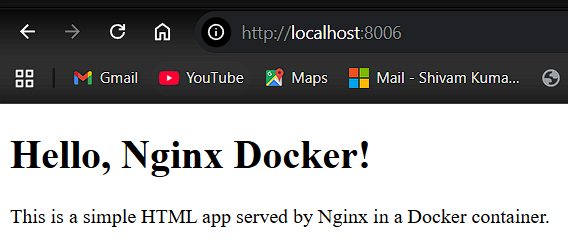 http://localhost:8006
Gmail YouTube Maps Mail - Shivam Kuma...
Hello, Nginx Docker!
This is a simple HTML app served by Nginx in a Docker container.